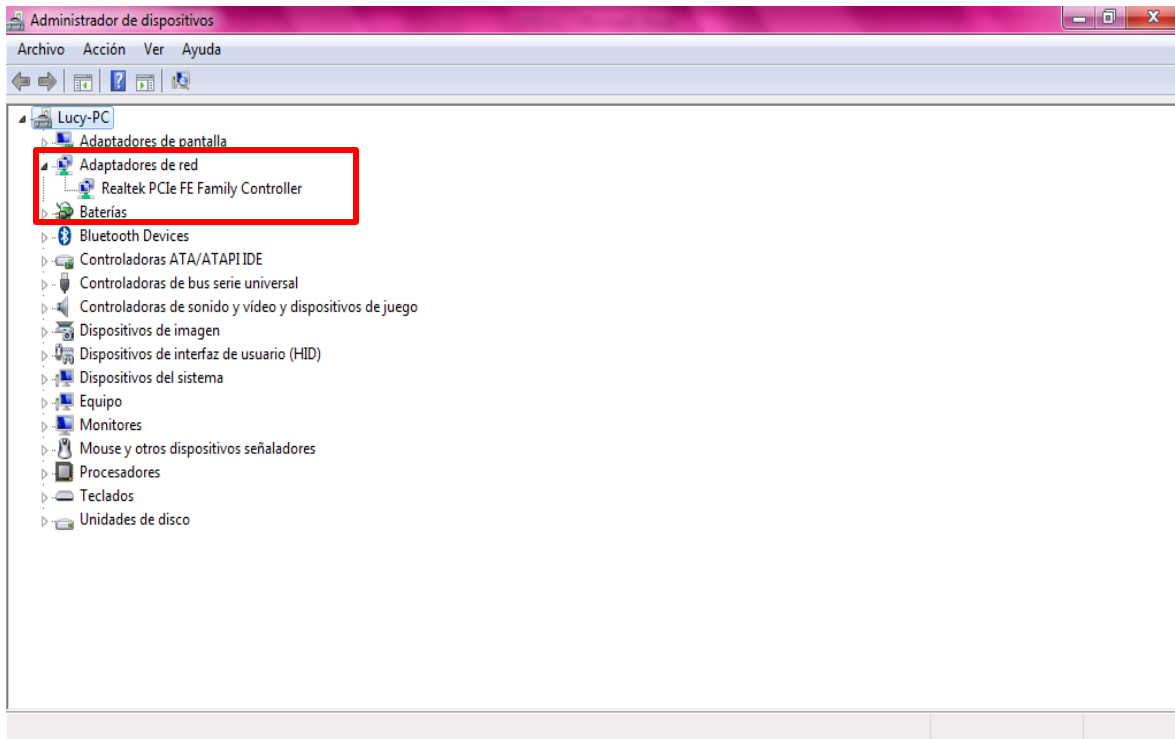 Administrador de dispositivos
Archivo Acción Ver Ayuda
Lucy-PC
Adaptadores de pantalla
Adaptadores de red
Realtek PCIe FE Family Controller
Baterías
Bluetooth Devices
Controladoras ATA/ATAPI IDE
Controladoras de bus serie universal
Controladoras de sonido y vídeo y dispositivos de juego
Dispositivos de imagen
Dispositivos de interfaz de usuario (HID)
Dispositivos del sistema
Equipo
Monitores
Mouse y otros dispositivos señaladores
Procesadores
Teclados
Unidades de disco